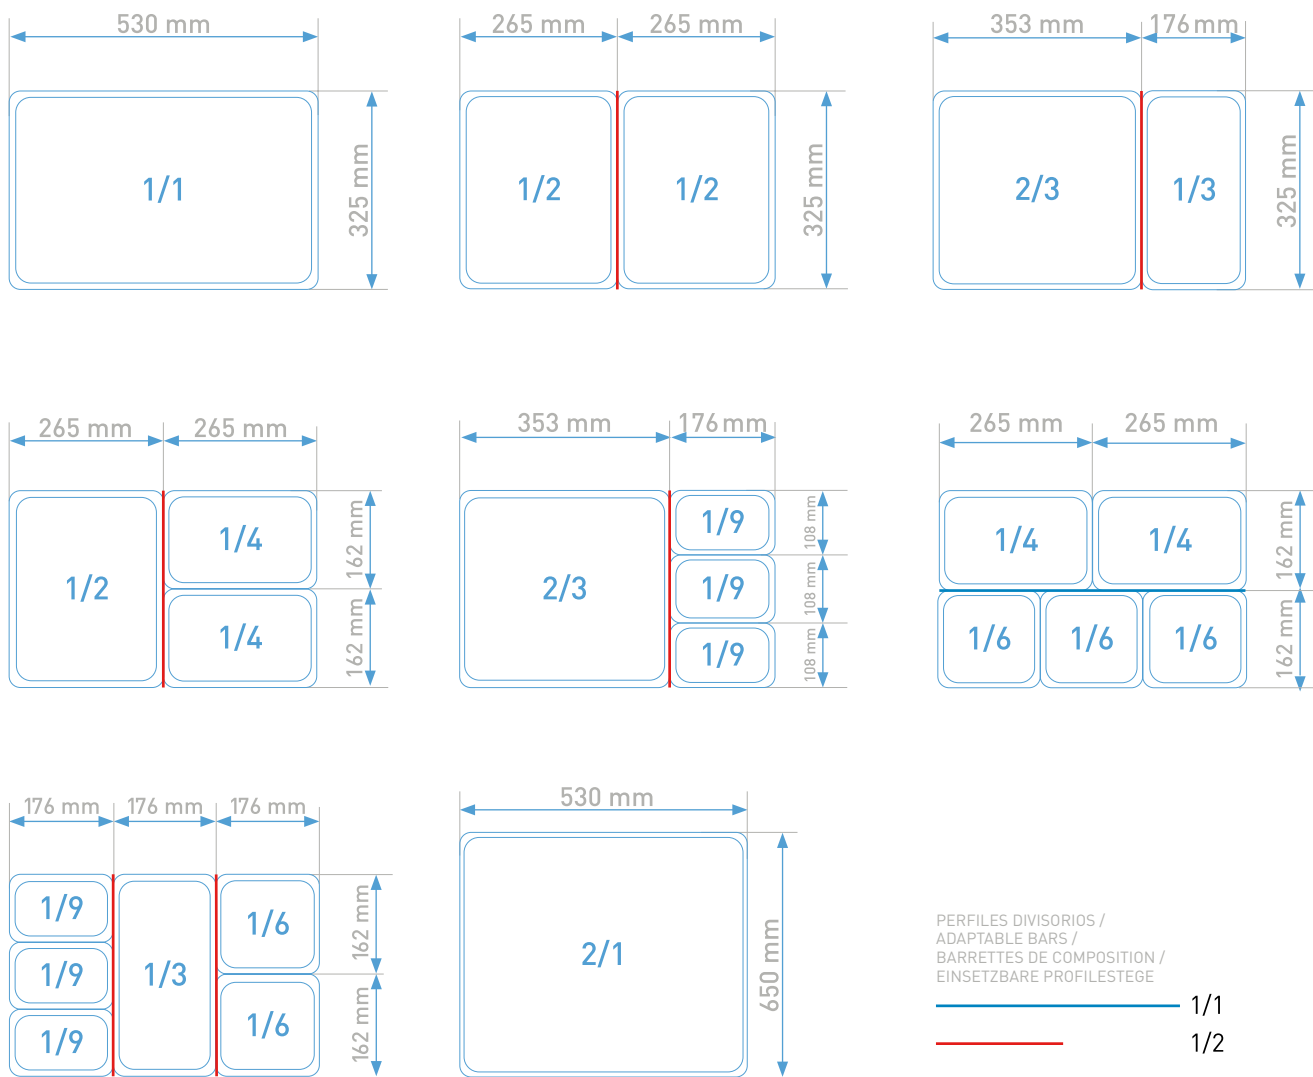 530 mm
265 mm 265 mm
353 mm 176 mm
1/1
325 mm
1/2 1/2
325 mm
2/3 1/3
325 mm
265 mm 265 mm
353 mm 176 mm
265 mm 265 mm
1/2
1/4
1/4
162 mm
162 mm
2/3
1/9
1/9
1/9
108 mm
108 mm
108 mm
1/4 1/4
1/6 1/6 1/6
162 mm
162 mm
176 mm 176 mm 176 mm
1/9
1/9
1/9
1/3
1/6
1/6
162 mm
162 mm
530 mm
2/1
650 mm
PERFILES DIVISORIOS /
ADAPTABLE BARS /
BARRETTES DE COMPOSITION /
EINSETZBARE PROFILESTEGE
1/1
1/2